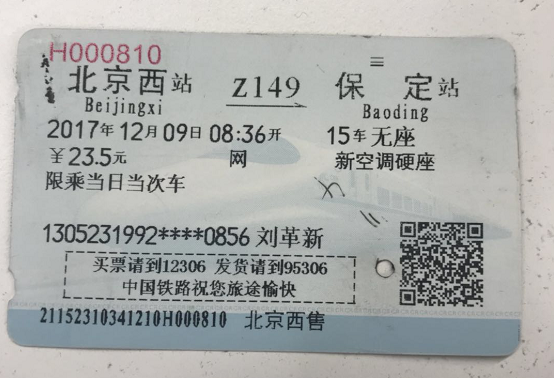 H000810
北京西站 Z149 保定站
Beijingxi Baoding
2017年12月09日08:36开 15车无座
￥23.5元 网 新空调硬座
限乘当日当次车
1305231992****0856 刘革新
买票请到12306 发货请到95306
中国铁路祝您旅途愉快
21152310341210H000810 北京西售